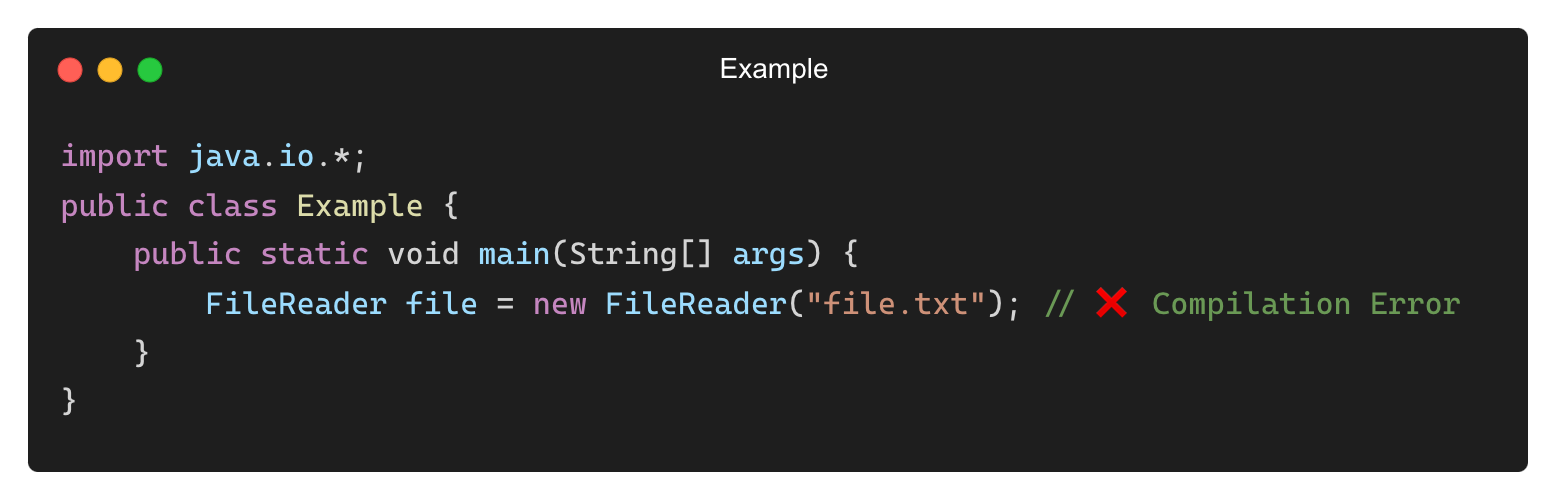 Example
import java.io.*;
public class Example {
    public static void main(String[] args) {
        FileReader file = new FileReader("file.txt"); // ❌ Compilation Error
    }
}